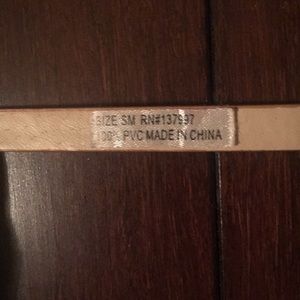 SIZE SM RN#137997
100% PVC MADE IN CHINA